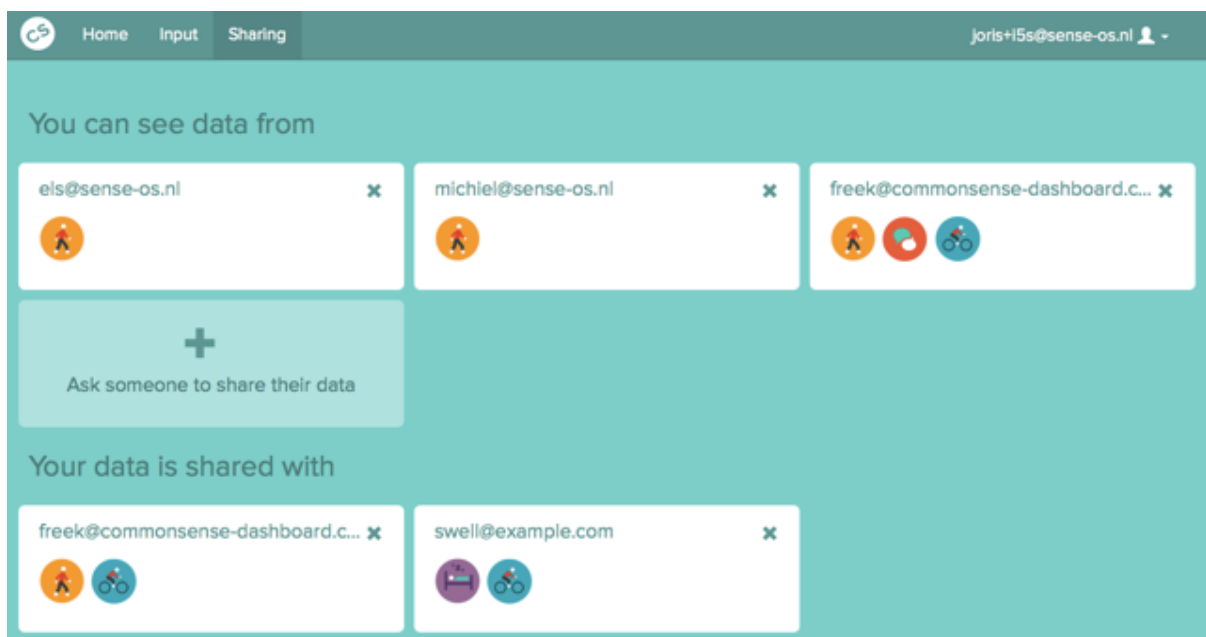 CS Home Input Sharing joris+i5s@sense-os.nl
You can see data from
els@sense-os.nl michiel@sense-os.nl freek@commonsense-dashboard.c...
Ask someone to share their data
Your data is shared with
freek@commonsense-dashboard.c... swell@example.com